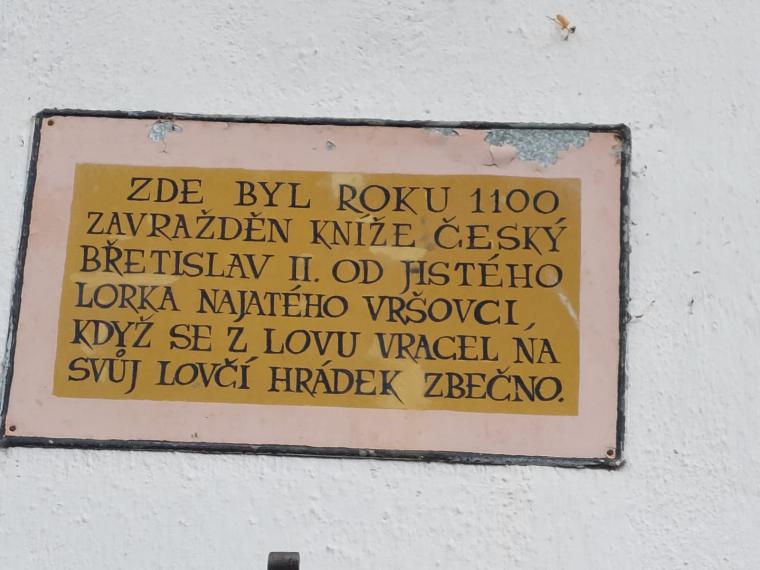 ZDE BYL ROKU 1100
ZAVRAŽDĚN KNÍŽE ČESKÝ
BŘETISLAV II. OD JISTÉHO
LORKA NAJATÉHO VRŠOVCI,
KDYŽ SE Z LOVU VRACEL NA
SVŮJ LOVČÍ HRÁDEK ZBEČNO.